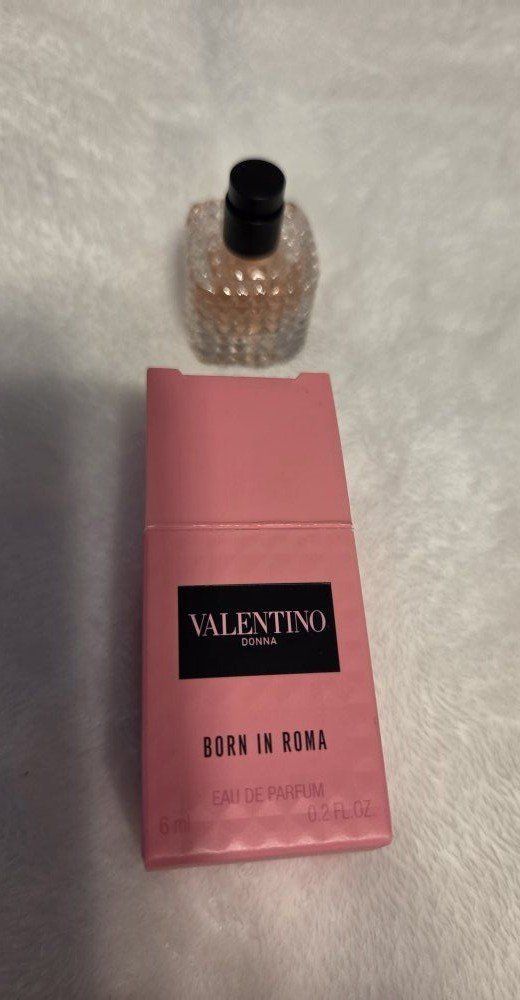 VALENTINO
DONNA
BORN IN ROMA
EAU DE PARFUM
6 ml 0.2 FL.OZ